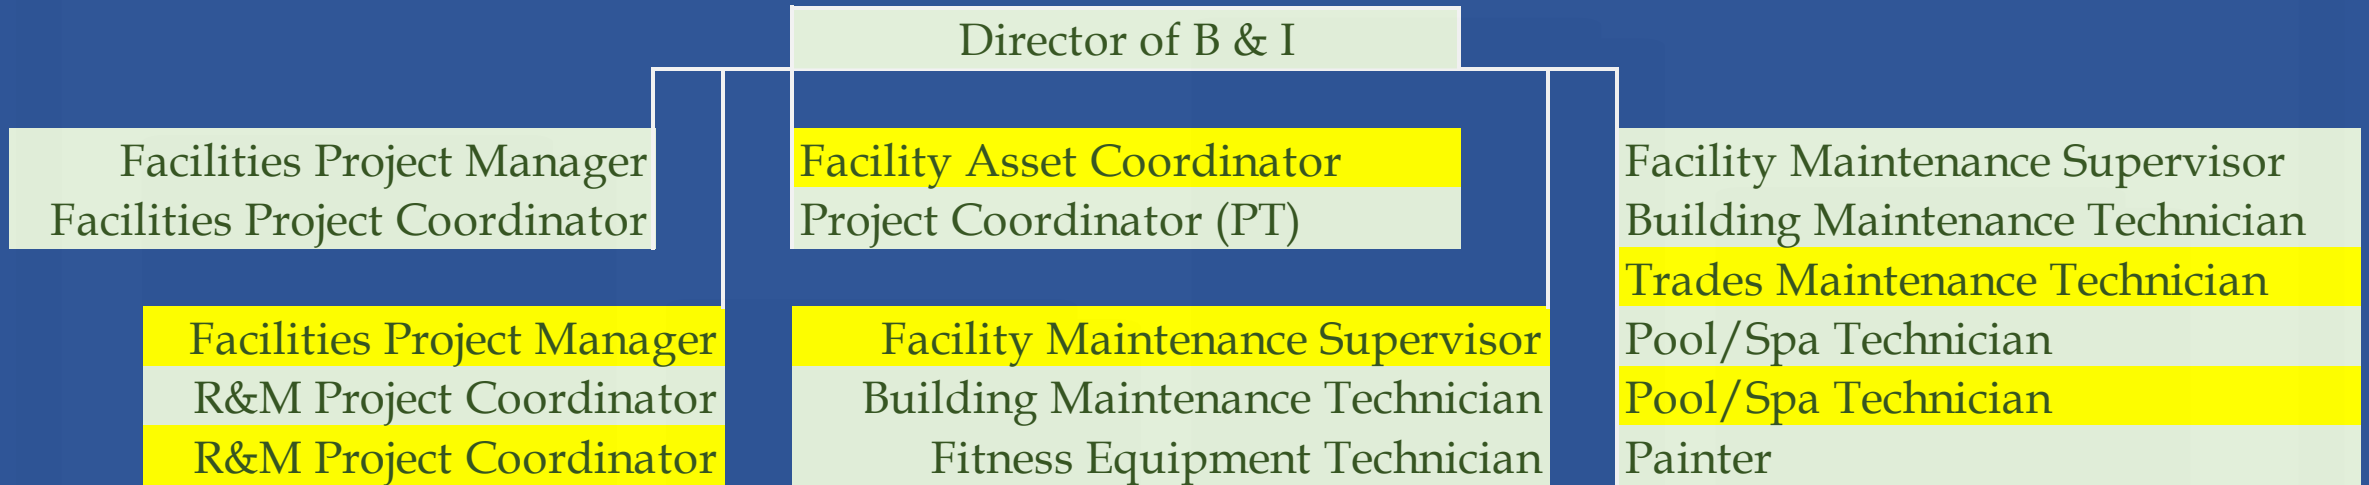 Director of B & I
Facilities Project Manager
Facilities Project Coordinator
Facility Asset Coordinator
Project Coordinator (PT)
Facilities Project Manager
R&M Project Coordinator
R&M Project Coordinator
Facility Maintenance Supervisor
Building Maintenance Technician
Fitness Equipment Technician
Facility Maintenance Supervisor
Building Maintenance Technician
Trades Maintenance Technician
Pool/Spa Technician
Pool/Spa Technician
Painter